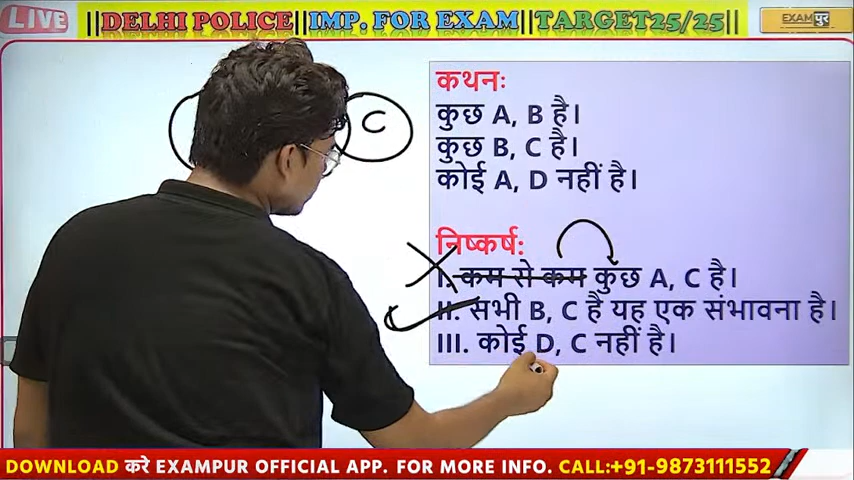 LIVE
||DELHI POLICE||IMP. FOR EXAM||TARGET25/25||
EXAMपुर
C
कथनः
कुछ A, B है।
कुछ B, C है।
कोई A, D नहीं है।
निष्कर्ष:
I. कम से कम कुछ A, C है।
II. सभी B, C है यह एक संभावना है।
III. कोई D, C नहीं है।
DOWNLOAD करे EXAMPUR OFFICIAL APP. FOR MORE INFO. CALL:+91-9873111552